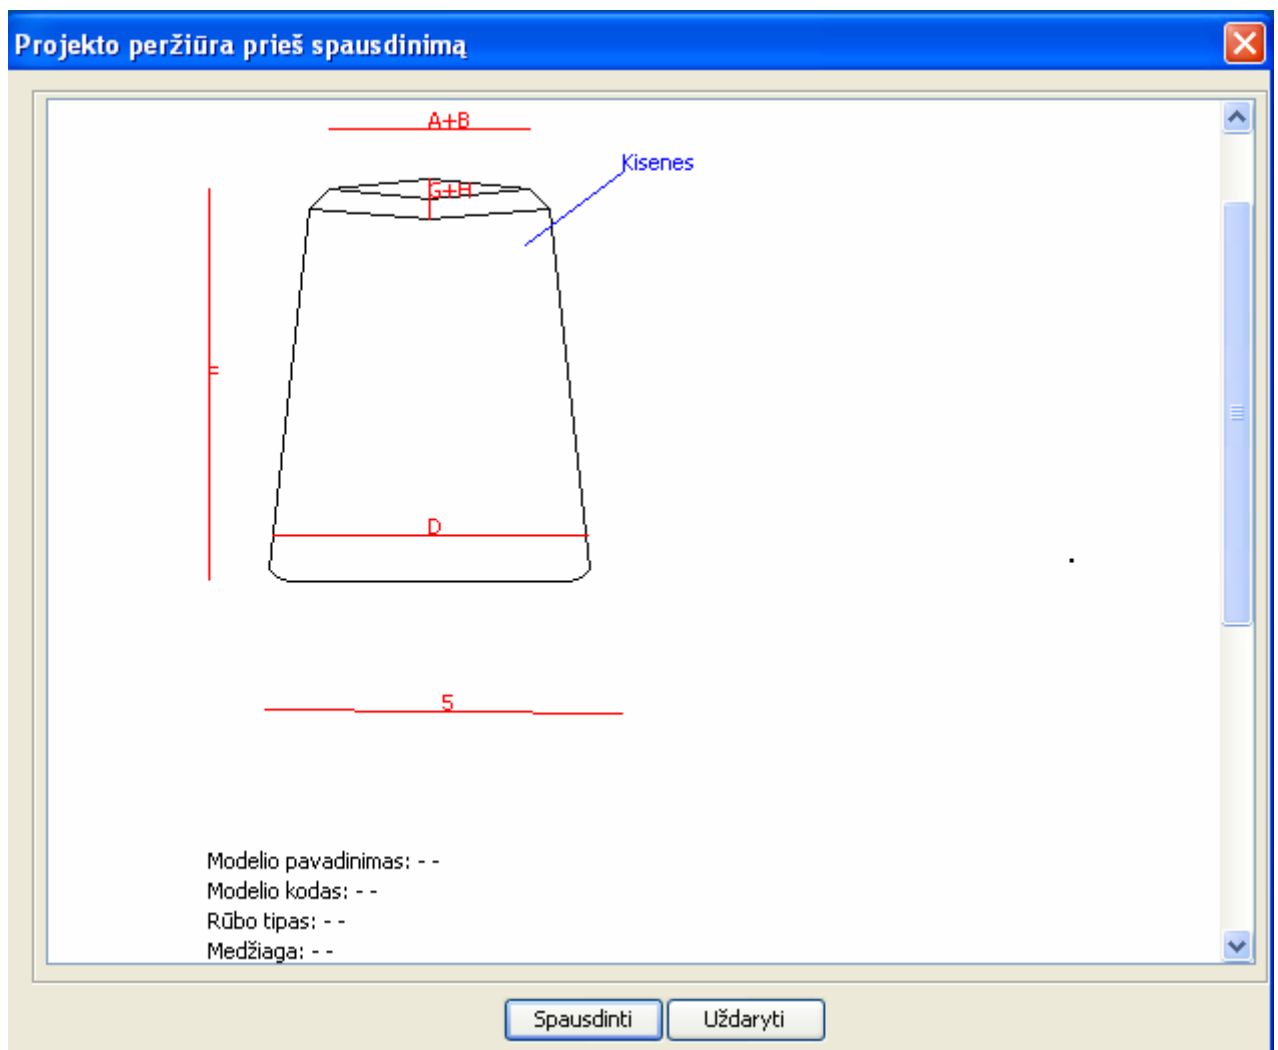 Projekto peržiūra prieš spausdinimą
A+B
Kisenes
G+H
F
D
5
Modelio pavadinimas: - -
Modelio kodas: - -
Rūbo tipas: - -
Medžiaga: - -
Spausdinti
Uždaryti